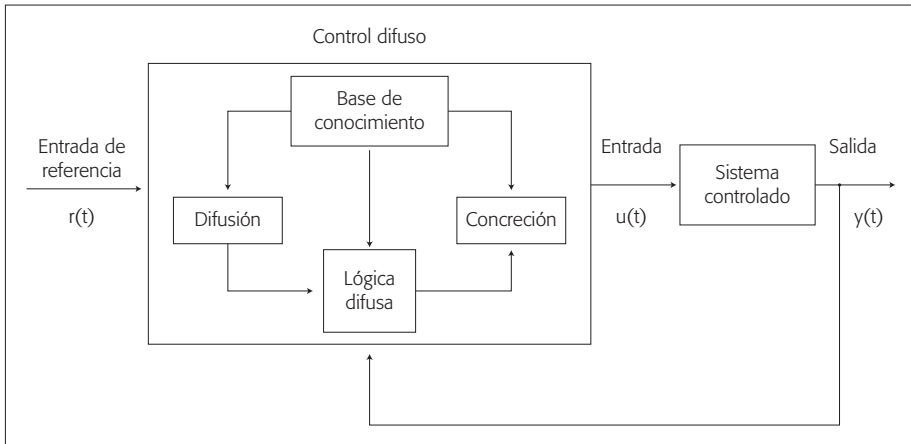 Control difuso
Base de
conocimiento
Entrada de
referencia
r(t)
Difusión
Concreción
Lógica
difusa
Entrada
u(t)
Sistema
controlado
Salida
y(t)